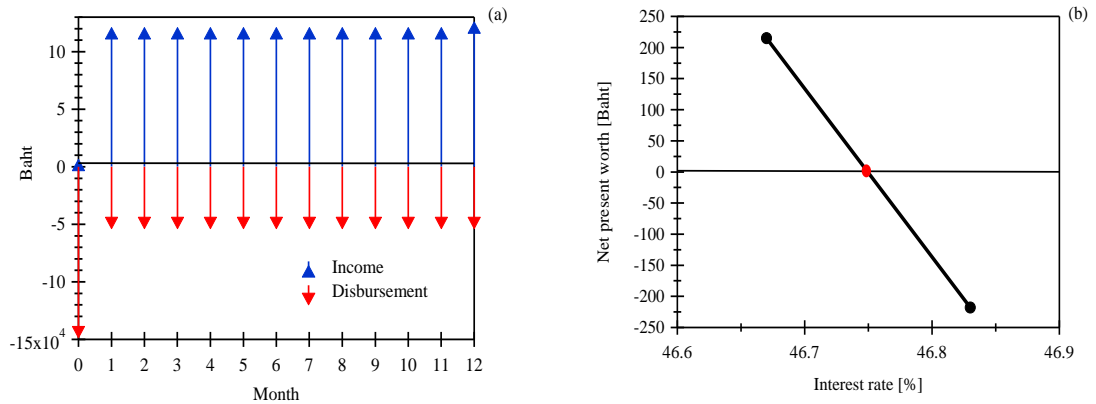 (a)
10
5
0
-5
-10
-15x10⁴
Baht
Income
Disbursement
0 1 2 3 4 5 6 7 8 9 10 11 12
Month
(b)
250
200
150
100
50
0
-50
-100
-150
-200
-250
Net present worth [Baht]
46.6 46.7 46.8 46.9
Interest rate [%]